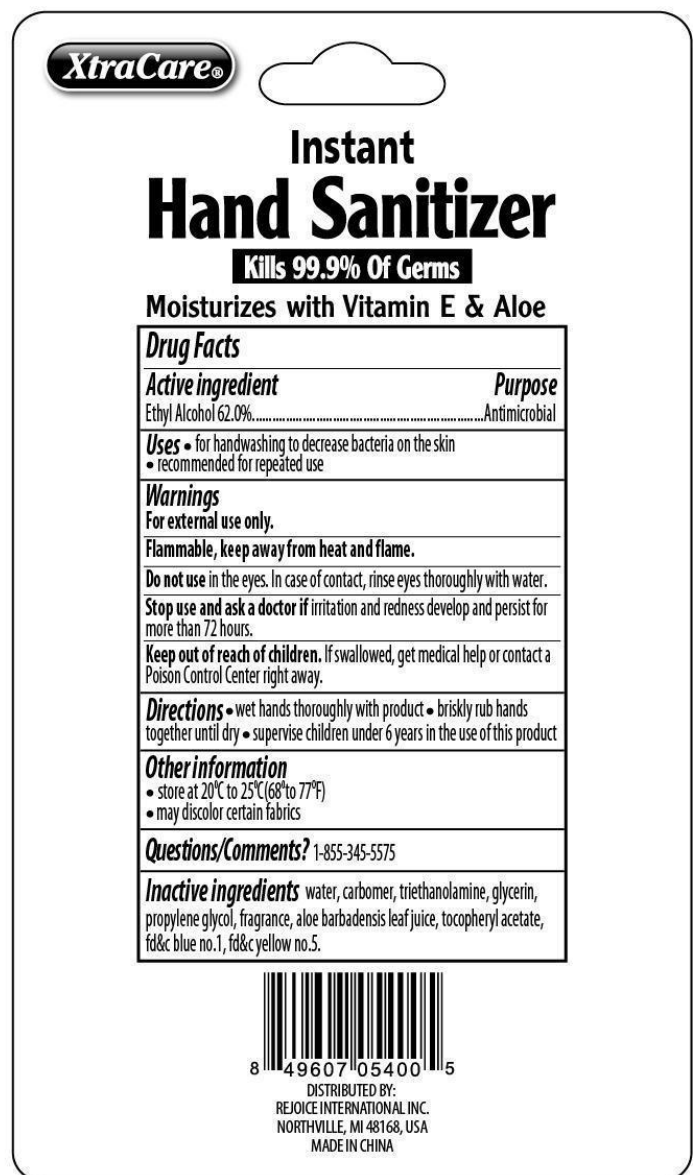 XtraCare®
Instant
Hand Sanitizer
Kills 99.9% Of Germs
Moisturizes with Vitamin E & Aloe
Drug Facts
Active ingredient Purpose
Ethyl Alcohol 62.0%..........................................................Antimicrobial
Uses • for handwashing to decrease bacteria on the skin
• recommended for repeated use
Warnings
For external use only.
Flammable, keep away from heat and flame.
Do not use in the eyes. In case of contact, rinse eyes thoroughly with water.
Stop use and ask a doctor if irritation and redness develop and persist for
more than 72 hours.
Keep out of reach of children. If swallowed, get medical help or contact a
Poison Control Center right away.
Directions • wet hands thoroughly with product • briskly rub hands
together until dry • supervise children under 6 years in the use of this product
Other information
• store at 20⁰C to 25⁰C(68⁰to 77⁰F)
• may discolor certain fabrics
Questions/Comments? 1-855-345-5575
Inactive ingredients water, carbomer, triethanolamine, glycerin,
propylene glycol, fragrance, aloe barbadensis leaf juice, tocopheryl acetate,
fd&c blue no.1, fd&c yellow no.5.
8 49607 05400 5
DISTRIBUTED BY:
REJOICE INTERNATIONAL INC.
NORTHVILLE, MI 48168, USA
MADE IN CHINA